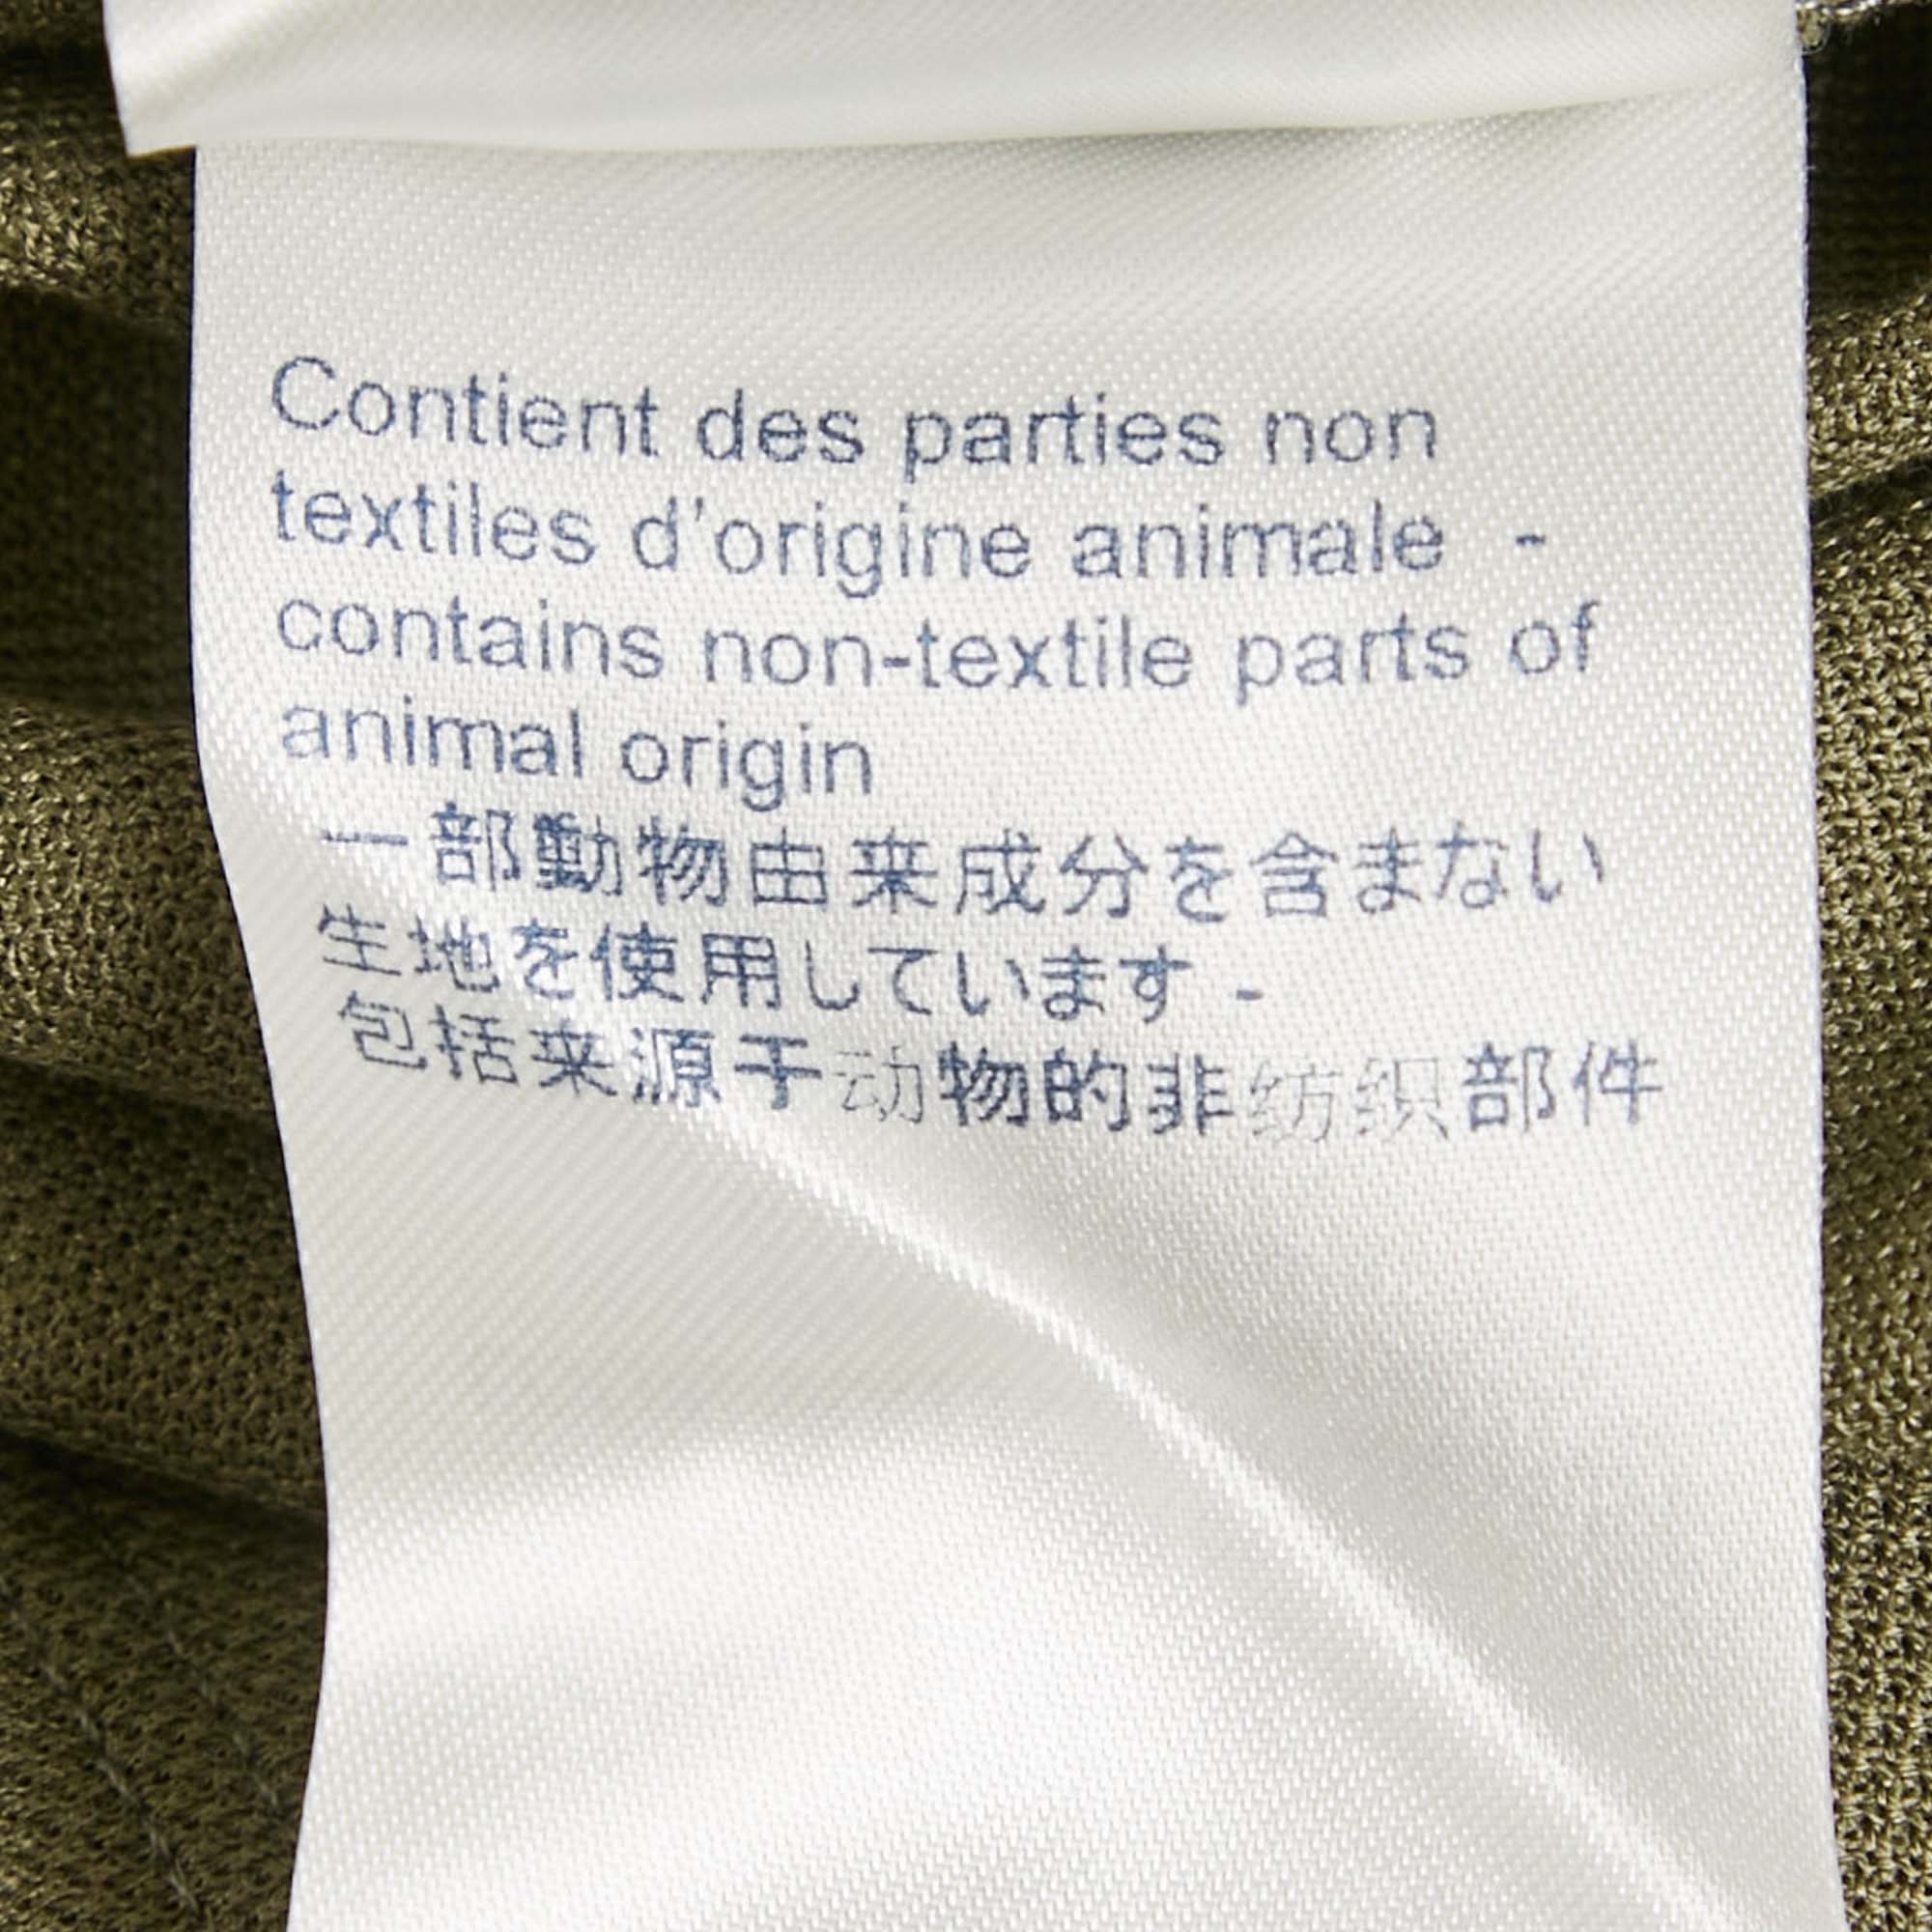 Contient des parties non
textiles d'origine animale -
contains non-textile parts of
animal origin
一部動物由来成分を含まない
生地を使用しています -
包括来源于动物的非纺织部件